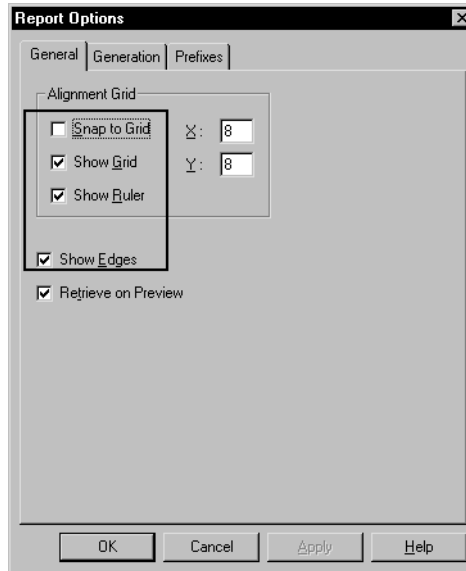 Report Options
General Generation Prefixes
Alignment Grid
Snap to Grid X: 8
Show Grid Y: 8
Show Ruler
Show Edges
Retrieve on Preview
OK Cancel Apply Help